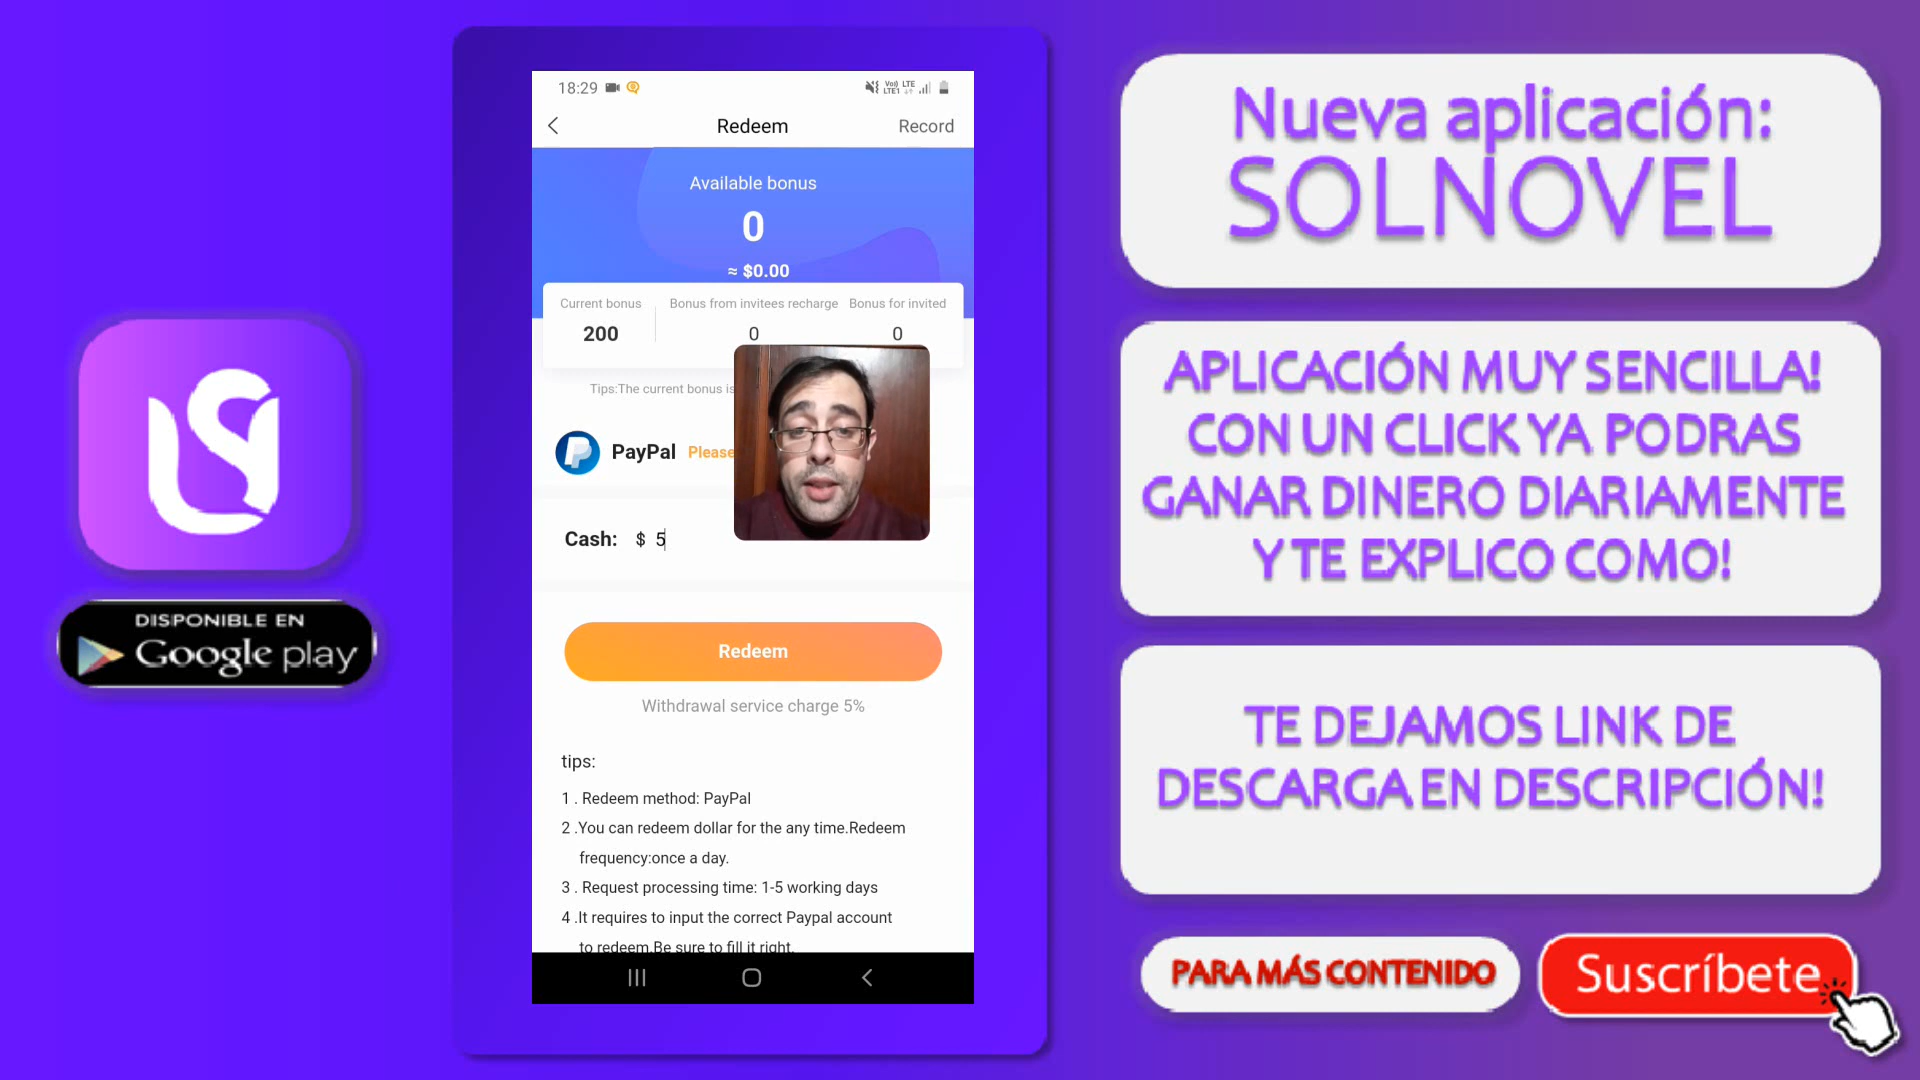 18:29
Vo)) LTE
LTE1
Redeem
Record
Available bonus
0
≈ $0.00
Current bonus
Bonus from invitees recharge
Bonus for invited
200
0
0
Tips:The current bonus is
PayPal Please
Cash: $ 5
Redeem
Withdrawal service charge 5%
tips:
1 . Redeem method: PayPal
2 .You can redeem dollar for the any time.Redeem
frequency:once a day.
3 . Request processing time: 1-5 working days
4 .It requires to input the correct Paypal account
to redeem.Be sure to fill it right.
DISPONIBLE EN
Google play
Nueva aplicación:
SOLNOVEL
APLICACIÓN MUY SENCILLA!
CON UN CLICK YA PODRAS
GANAR DINERO DIARIAMENTE
Y TE EXPLICO COMO!
TE DEJAMOS LINK DE
DESCARGA EN DESCRIPCIÓN!
PARA MÁS CONTENIDO
Suscríbete